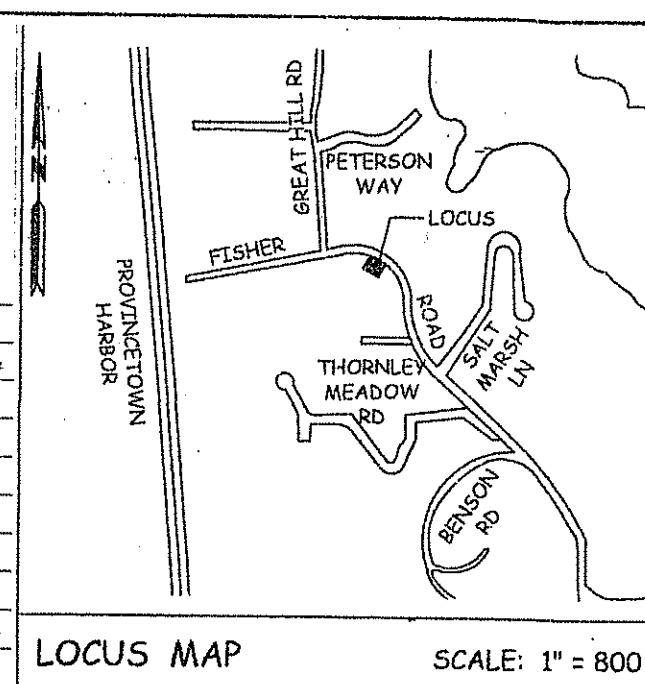 N
GREAT HILL RD
PETERSON
WAY
LOCUS
FISHER
ROAD
PROVINCETOWN
HARBOR
SALT
MARSH
LN
THORNLEY
MEADOW
RD
BENSON
RD
LOCUS MAP
SCALE: 1" = 800